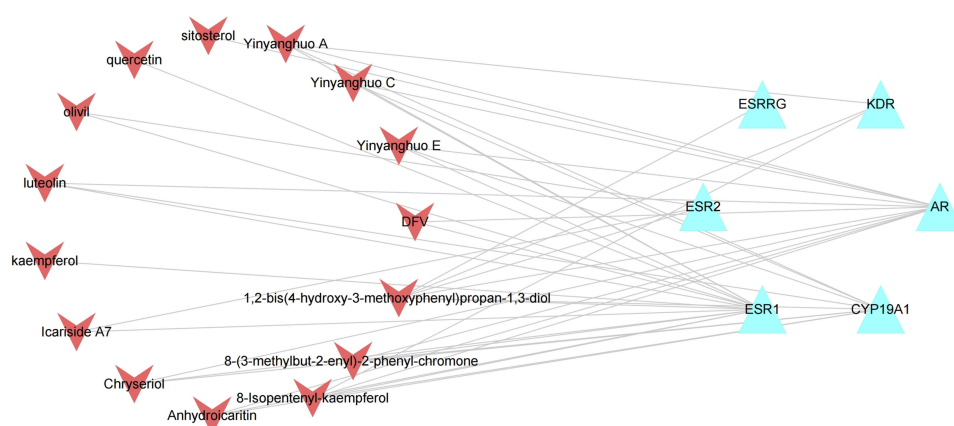 sitosterol
Yinyanghuo A
quercetin
Yinyanghuo C
olivil
Yinyanghuo E
luteolin
DFV
kaempferol
1,2-bis(4-hydroxy-3-methoxyphenyl)propan-1,3-diol
Icariside A7
8-(3-methylbut-2-enyl)-2-phenyl-chromone
Chryseriol
8-Isopentenyl-kaempferol
Anhydroicaritin
ESRRG
KDR
ESR2
AR
ESR1
CYP19A1